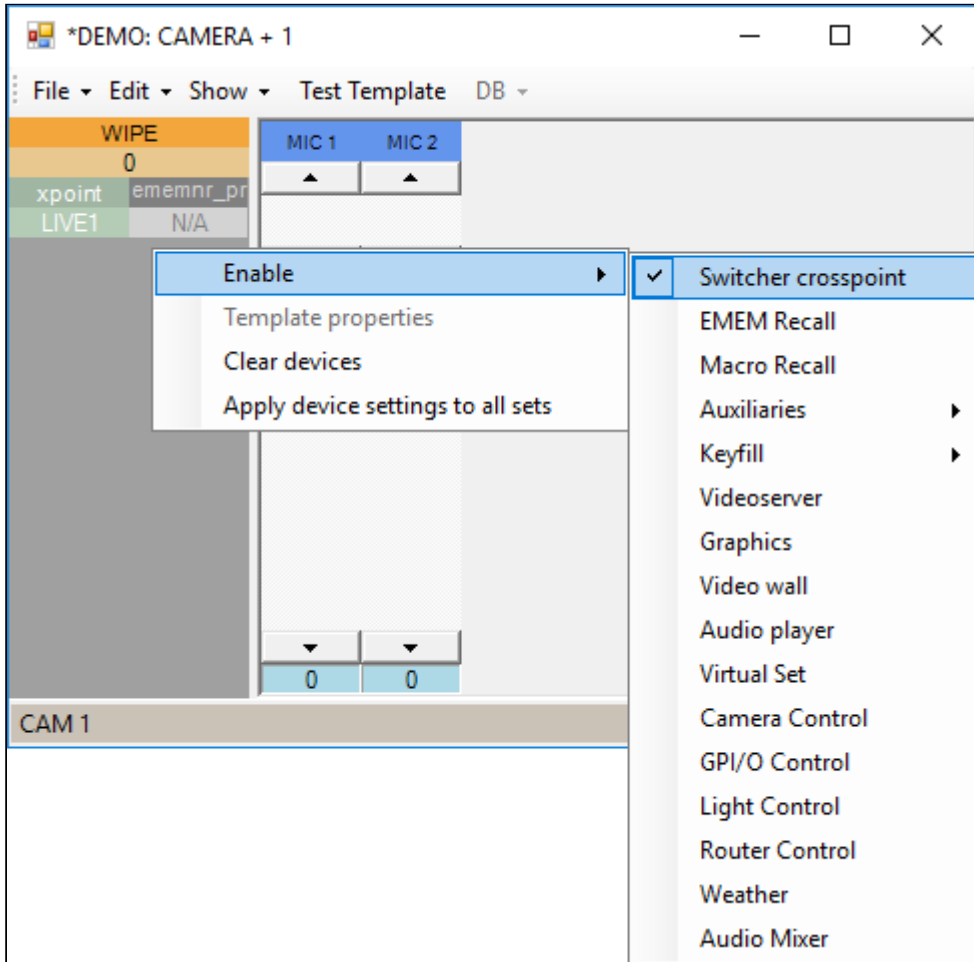 *DEMO: CAMERA + 1
File Edit Show Test Template DB
WIPE
0
xpoint ememnr_pr
LIVE1 N/A
MIC 1 MIC 2
Enable
Template properties
Clear devices
Apply device settings to all sets
Switcher crosspoint
EMEM Recall
Macro Recall
Auxiliaries
Keyfill
Videoserver
Graphics
Video wall
Audio player
Virtual Set
Camera Control
GPI/O Control
Light Control
Router Control
Weather
Audio Mixer
0 0
CAM 1